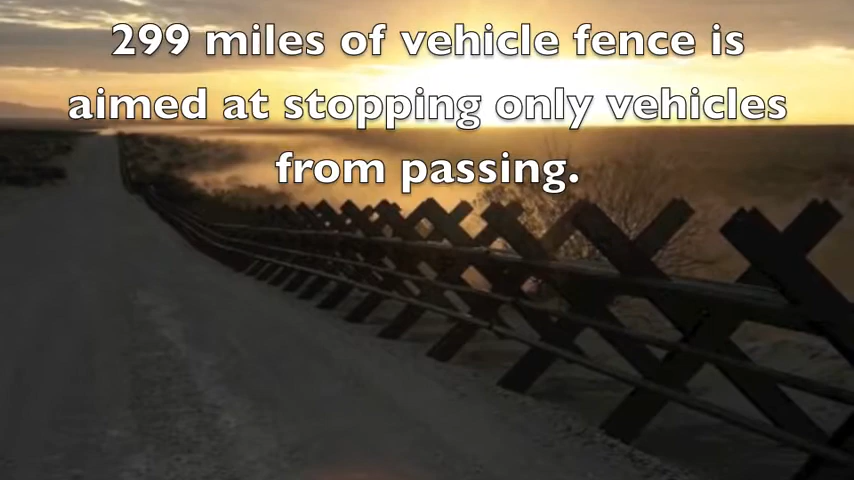 299 miles of vehicle fence is
aimed at stopping only vehicles
from passing.